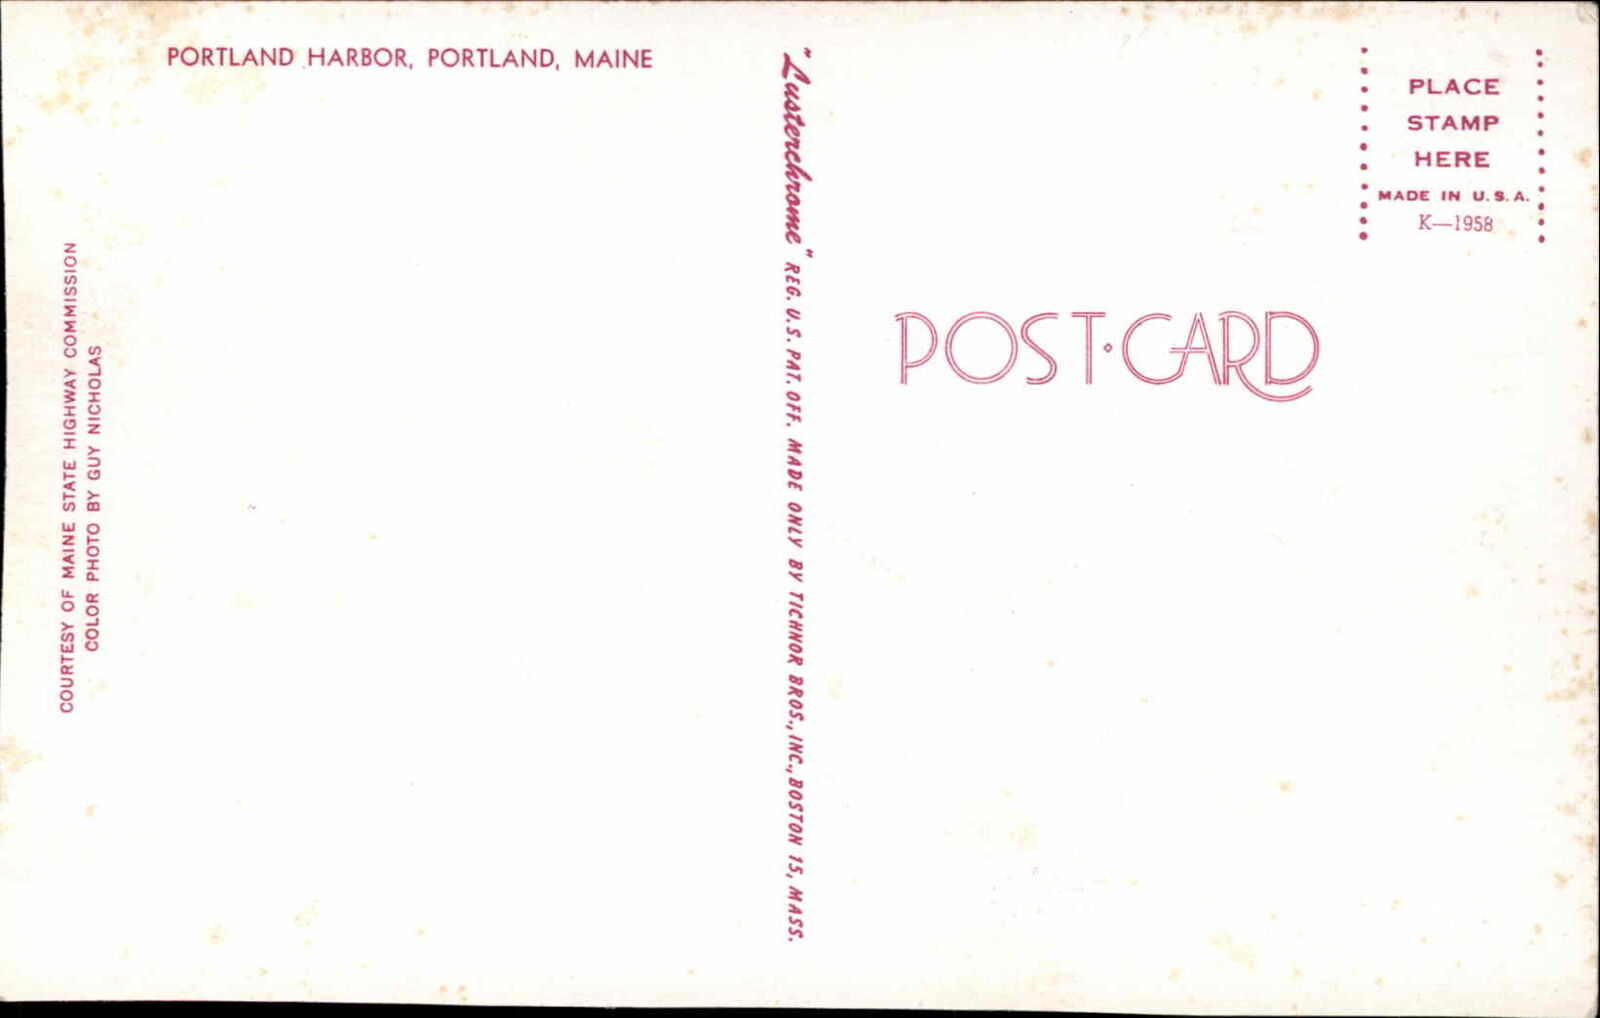 PORTLAND HARBOR, PORTLAND, MAINE
COURTESY OF MAINE STATE HIGHWAY COMMISSION
COLOR PHOTO BY GUY NICHOLAS
"Lusterchrome" REG. U.S. PAT. OFF. MADE ONLY BY TICHNOR BROS., INC., BOSTON 15, MASS.
PLACE
STAMP
HERE
MADE IN U.S.A.
K—1958
POST·CARD